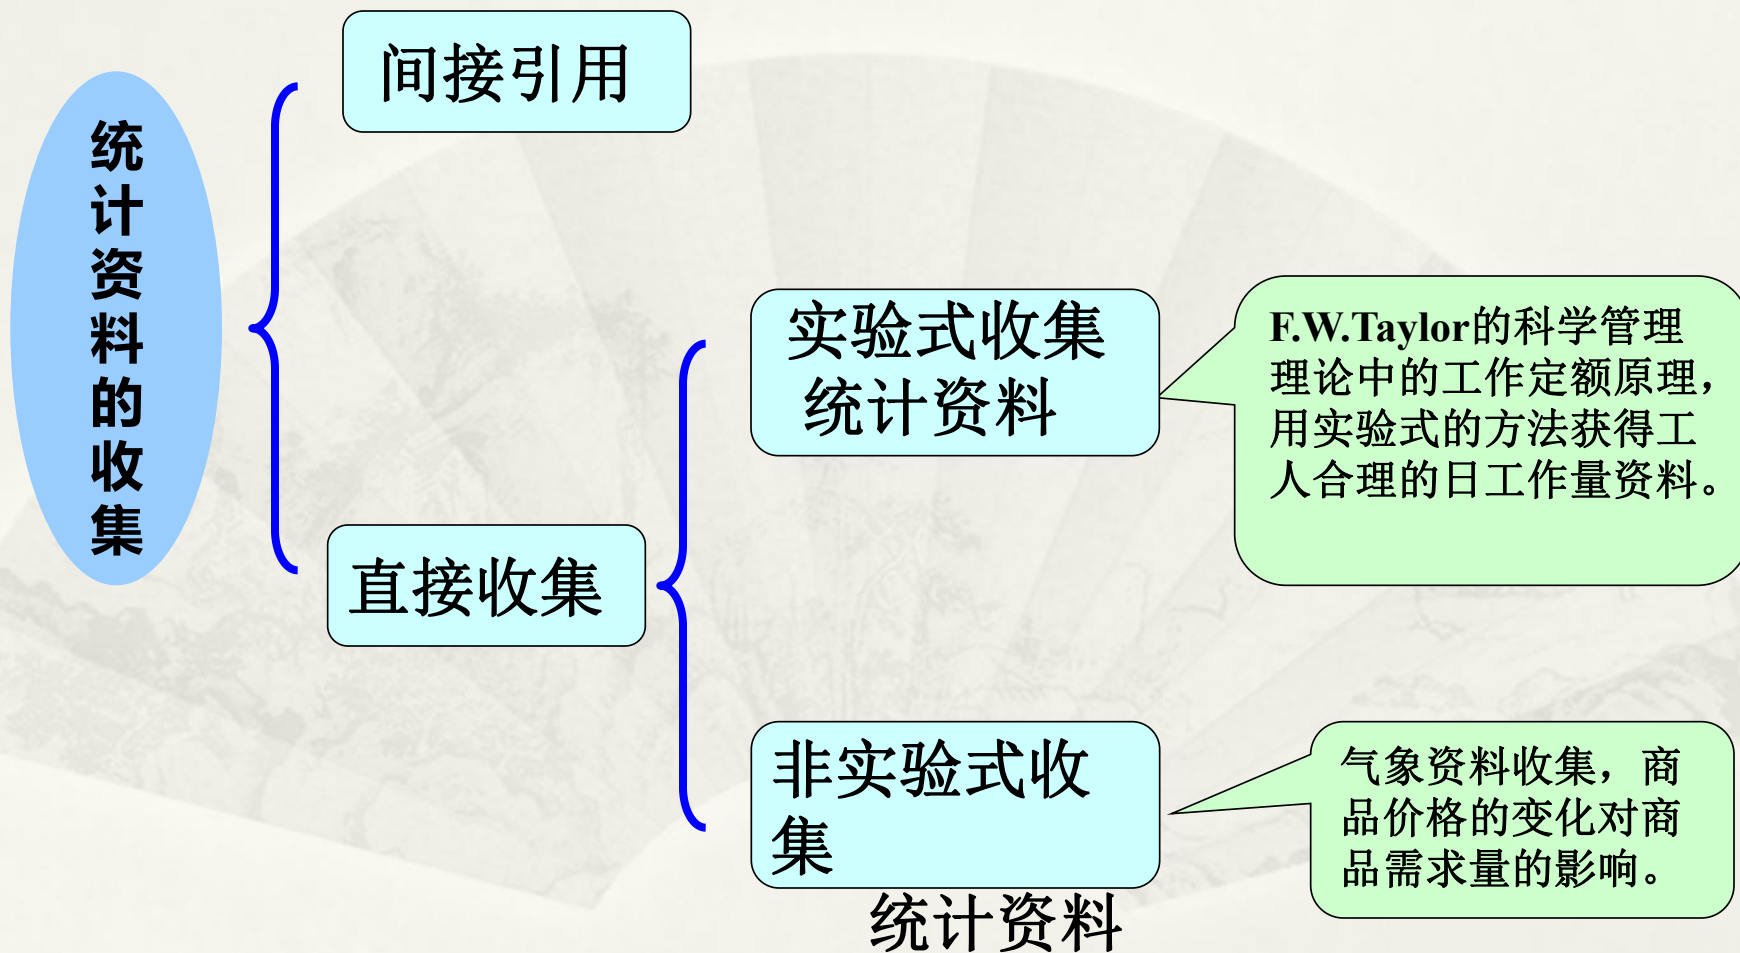 统计资料的收集
间接引用
直接收集
实验式收集
统计资料
F.W.Taylor的科学管理
理论中的工作定额原理，
用实验式的方法获得工
人合理的日工作量资料。
非实验式收
集
统计资料
气象资料收集，商
品价格的变化对商
品需求量的影响。